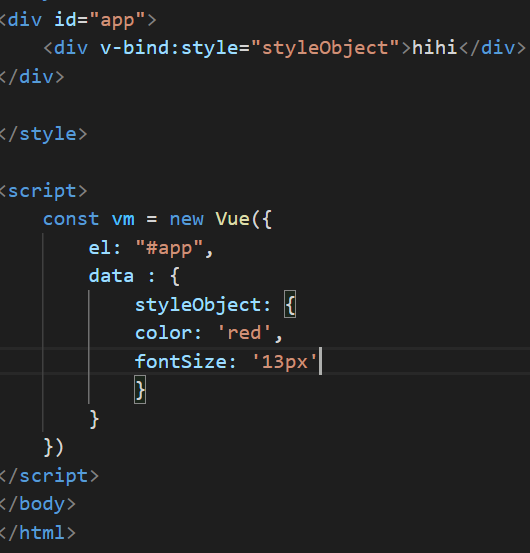 <div id="app">
    <div v-bind:style="styleObject">hihi</div>
</div>

</style>

<script>
    const vm = new Vue({
        el: "#app",
        data : {
            styleObject: {
            color: 'red',
            fontSize: '13px'
            }
        }
    })
</script>
</body>
</html>